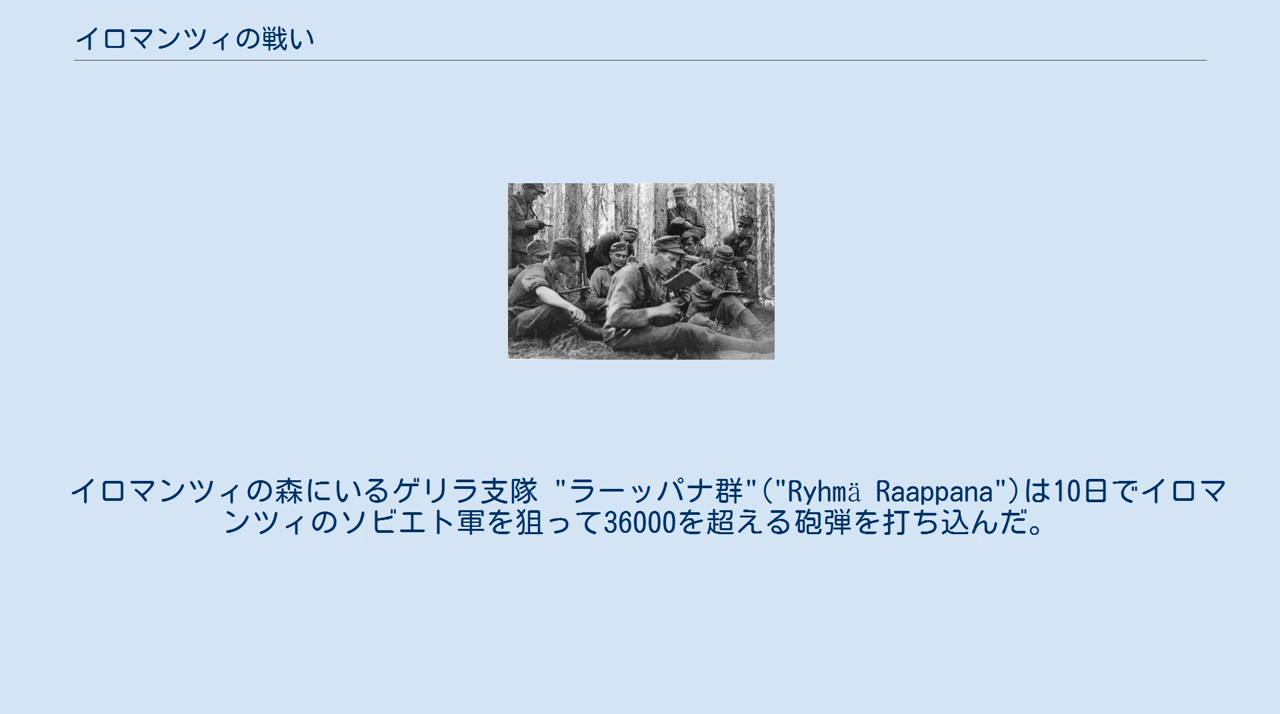 イロマンツィの戦い
イロマンツィの森にいるゲリラ支隊 "ラーッパナ群"("Ryhmä Raappana")は10日でイロマ
ンツィのソビエト軍を狙って36000を超える砲弾を打ち込んだ。